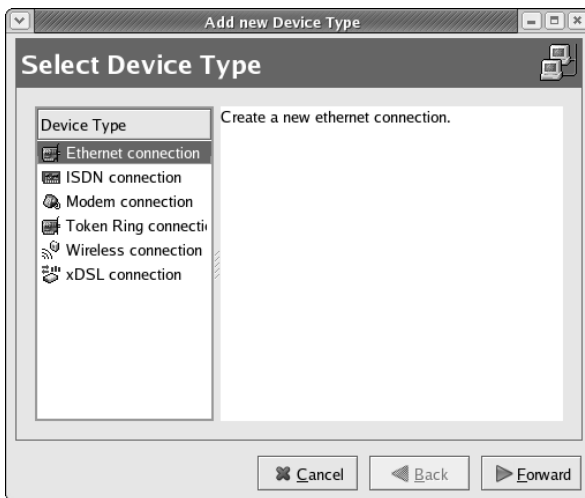 Add new Device Type
Select Device Type
Device Type
Ethernet connection
ISDN connection
Modem connection
Token Ring connecti
Wireless connection
xDSL connection
Create a new ethernet connection.
Cancel
Back
Forward